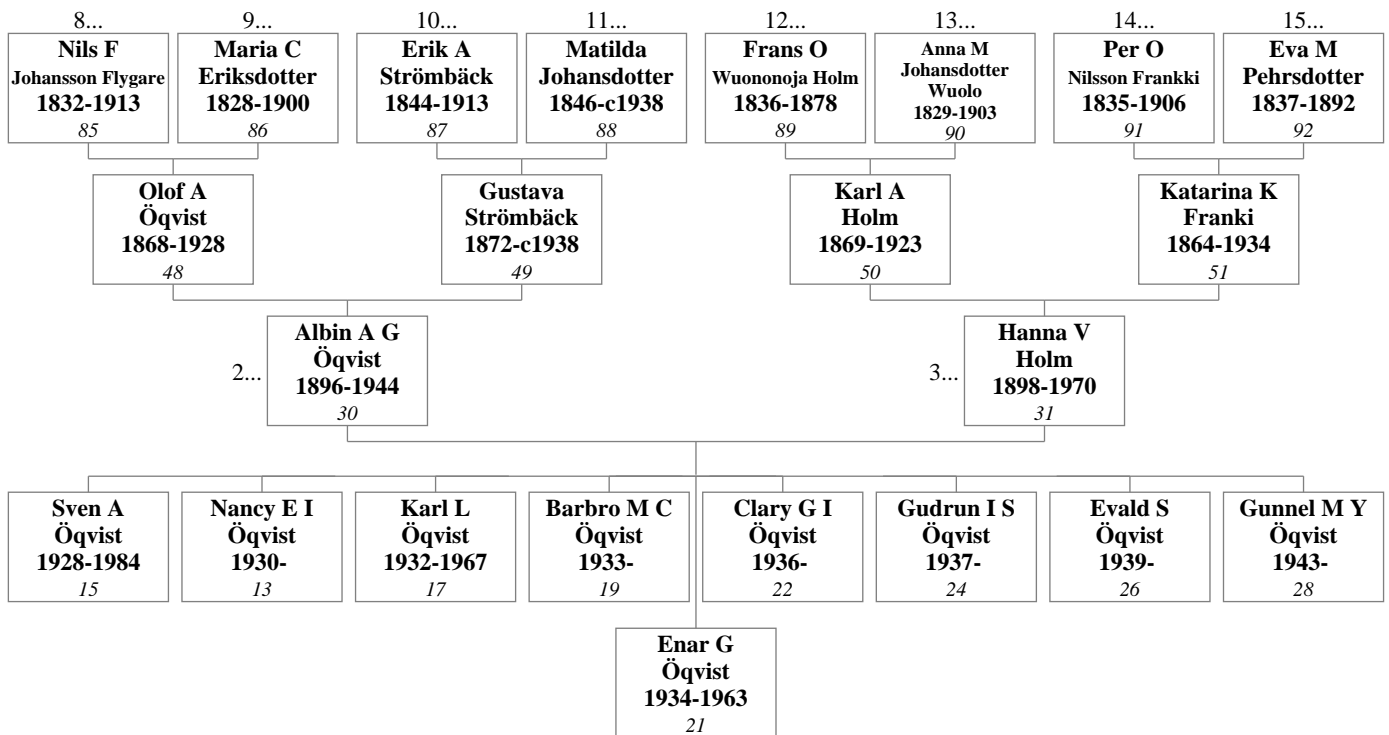 8...
9...
10...
11...
12...
13...
14...
15...
Nils F
Johansson Flygare
1832-1913
85
Maria C
Eriksdotter
1828-1900
86
Erik A
Strömbäck
1844-1913
87
Matilda
Johansdotter
1846-c1938
88
Frans O
Wuononoja Holm
1836-1878
89
Anna M
Johansdotter
Wuolo
1829-1903
90
Per O
Nilsson Frankki
1835-1906
91
Eva M
Pehrsdotter
1837-1892
92
Olof A
Öqvist
1868-1928
48
Gustava
Strömbäck
1872-c1938
49
Karl A
Holm
1869-1923
50
Katarina K
Franki
1864-1934
51
2...
Albin A G
Öqvist
1896-1944
30
3...
Hanna V
Holm
1898-1970
31
Sven A
Öqvist
1928-1984
15
Nancy E I
Öqvist
1930-
13
Karl L
Öqvist
1932-1967
17
Barbro M C
Öqvist
1933-
19
Clary G I
Öqvist
1936-
22
Gudrun I S
Öqvist
1937-
24
Evald S
Öqvist
1939-
26
Gunnel M Y
Öqvist
1943-
28
Enar G
Öqvist
1934-1963
21